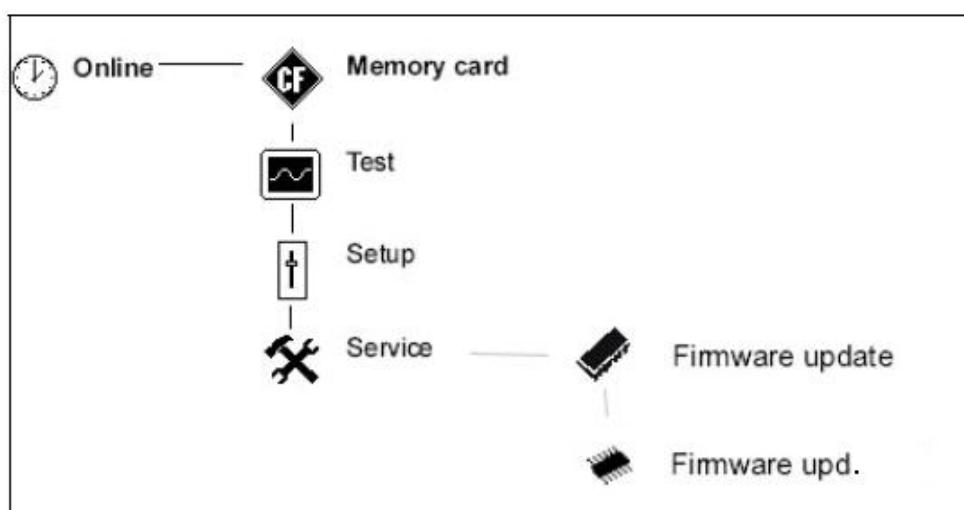 Online
CF
Memory card
Test
Setup
Service
Firmware update
Firmware upd.